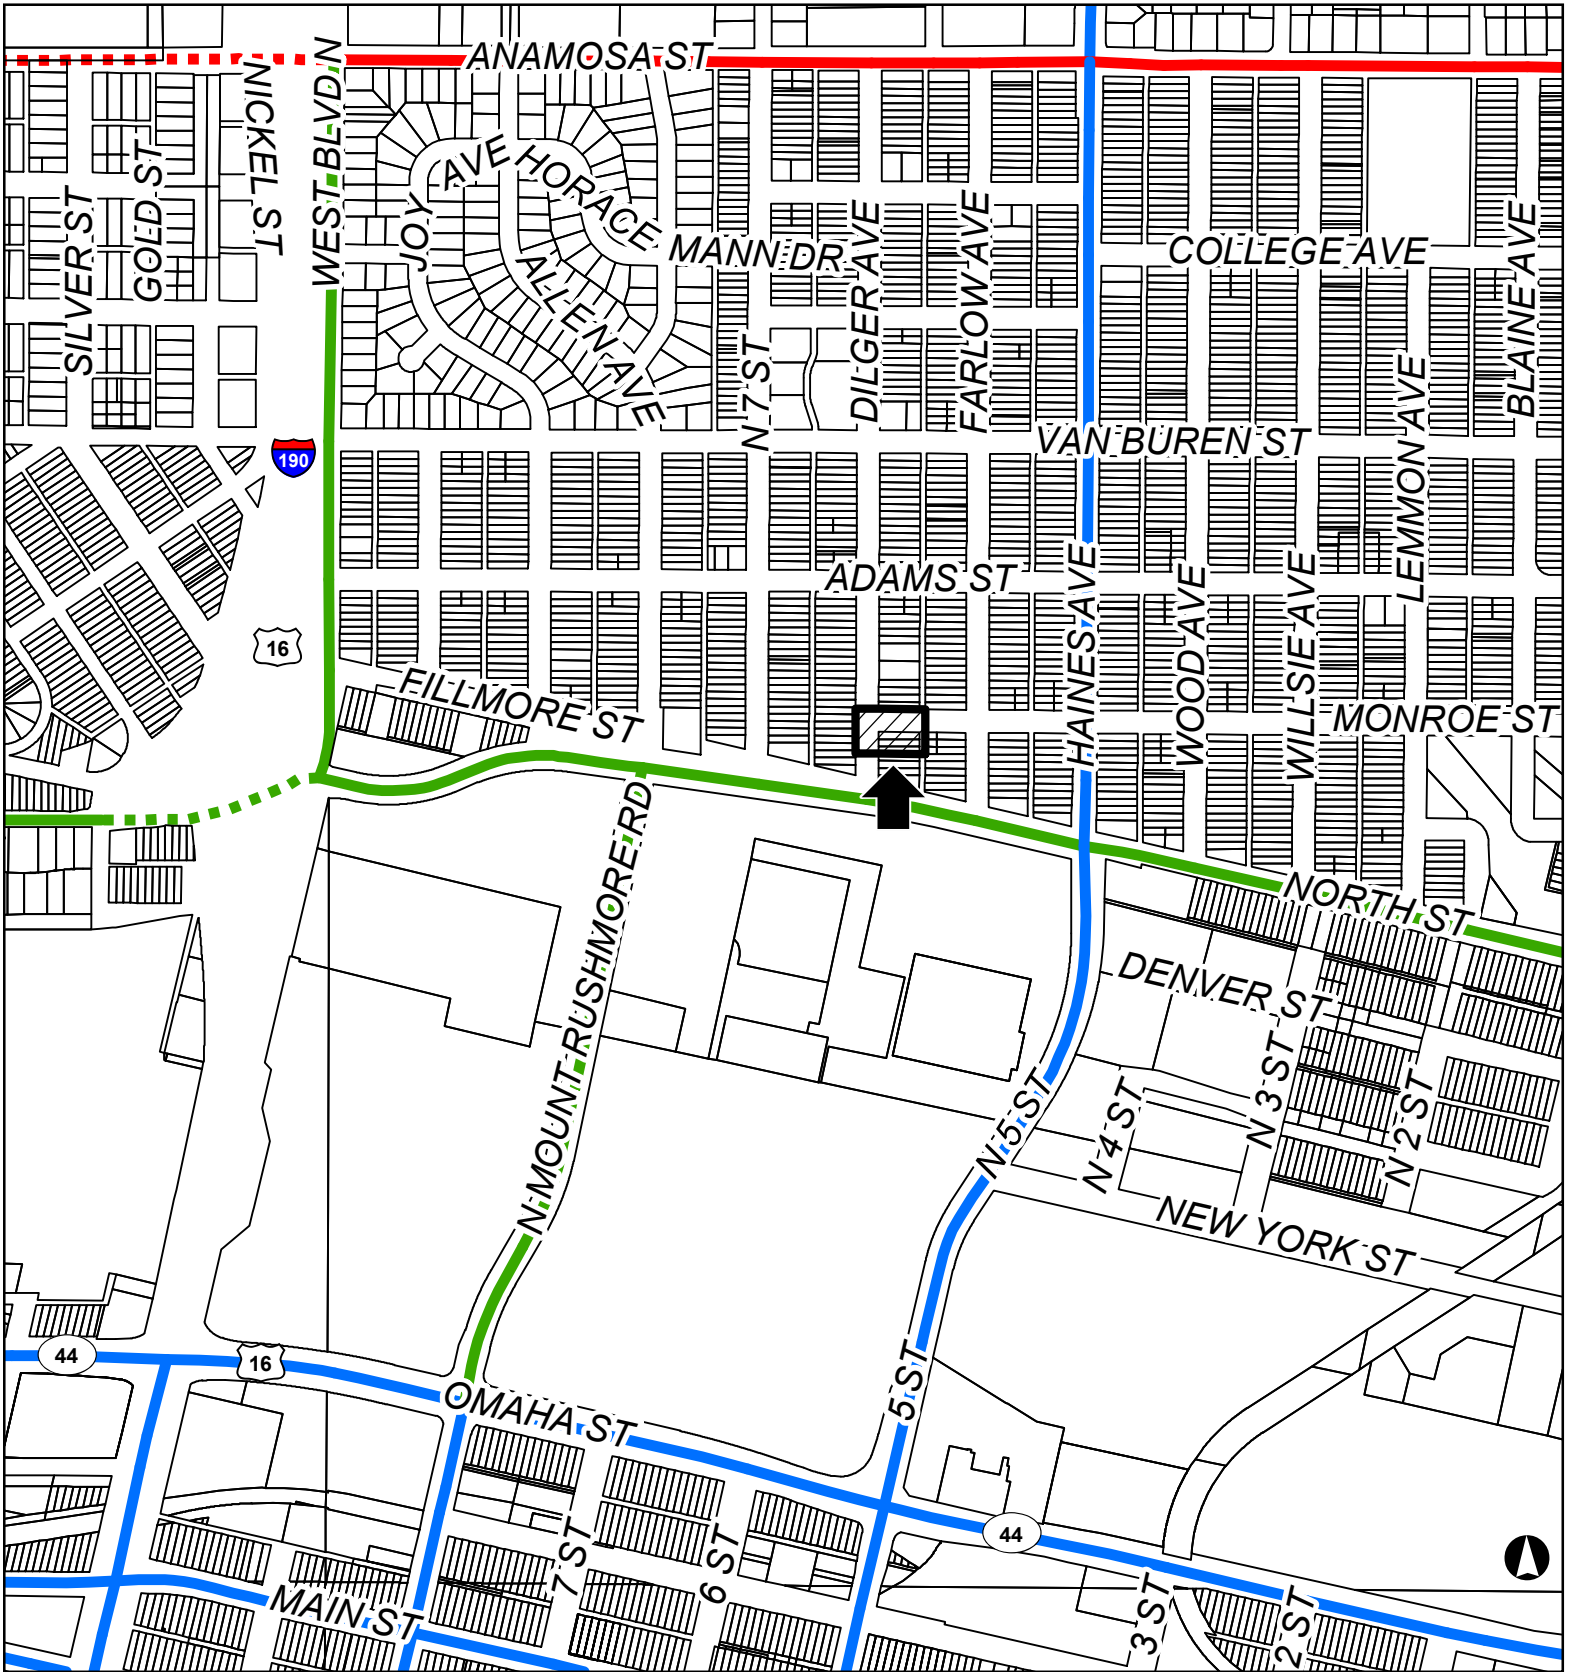 ANAMOSA ST
NICKEL ST
WEST BLVD N
GOLD ST
SILVER ST
JOY AVE
HORACE MANN DR
ALLEN AVE
N 7 ST
DILGER AVE
FARLOW AVE
COLLEGE AVE
BLAINE AVE
LEMMON AVE
VAN BUREN ST
190
ADAMS ST
HAINES AVE
WOOD AVE
WILLSIE AVE
16
FILLMORE ST
MONROE ST
N MOUNT RUSHMORE RD
NORTH ST
DENVER ST
N 5 ST
N 4 ST
N 3 ST
N 2 ST
NEW YORK ST
44
16
5 ST
OMAHA ST
44
7 ST
6 ST
MAIN ST
3 ST
2 ST